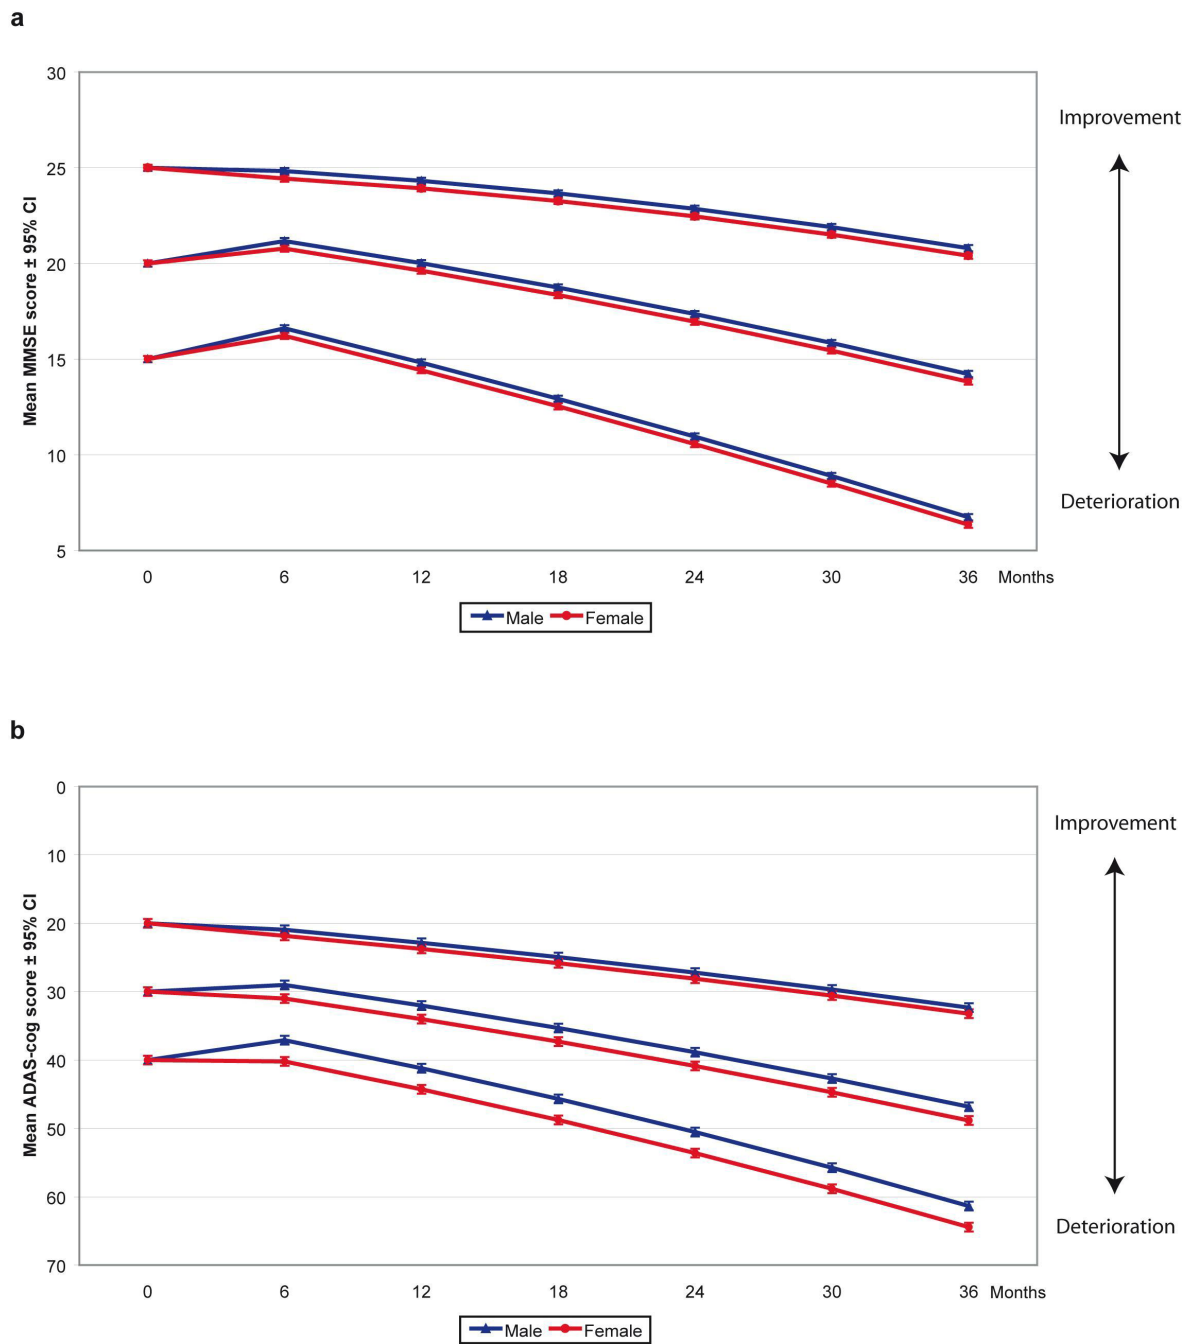 a
Mean MMSE score ± 95% CI
30
25
20
15
10
5
0 6 12 18 24 30 36 Months
Male Female
Improvement
Deterioration
b
Mean ADAS-cog score ± 95% CI
0
10
20
30
40
50
60
70
0 6 12 18 24 30 36 Months
Male Female
Improvement
Deterioration